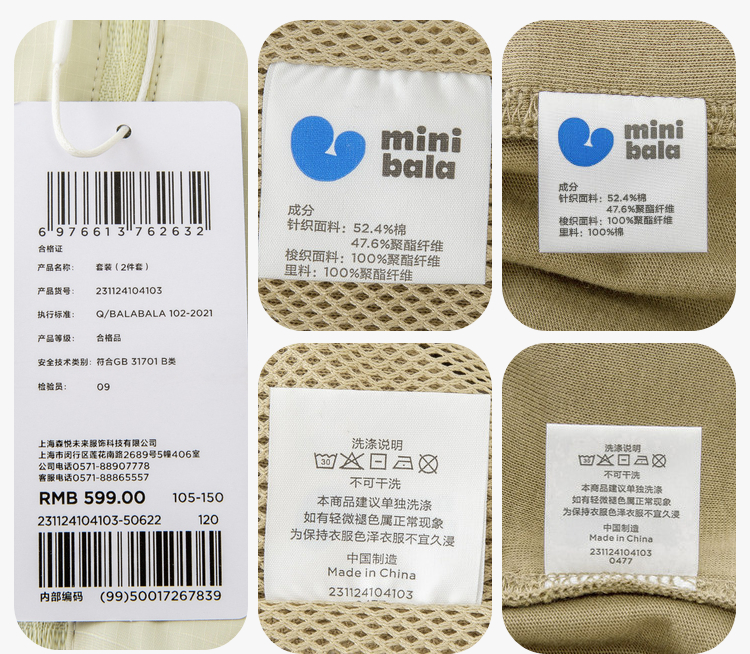 6 976613 762632
合格证
产品名称: 套装（2件套）
产品货号: 231124104103
执行标准: Q/BALABALA 102-2021
产品等级: 合格品
安全技术类别: 符合GB 31701 B类
检验员: 09
上海森悦未来服饰科技有限公司
上海市闵行区莲花南路2689号5幢406室
公司电话0571-88907778
客服电话0571-88865557
RMB 599.00 105-150
231124104103-50622 120
内部编码 (99)50017267839
mini
bala
成分
针织面料: 52.4%棉
47.6%聚酯纤维
梭织面料: 100%聚酯纤维
里料: 100%聚酯纤维
mini
bala
成分
针织面料: 52.4%棉
47.6%聚酯纤维
梭织面料: 100%聚酯纤维
里料: 100%棉
洗涤说明
30
不可干洗
本商品建议单独洗涤
如有轻微褪色属正常现象
为保持衣服色泽衣服不宜久浸
中国制造
Made in China
231124104103
洗涤说明
30
不可干洗
本商品建议单独洗涤
如有轻微褪色属正常现象
为保持衣服色泽衣服不宜久浸
中国制造
Made in China
231124104103
0477